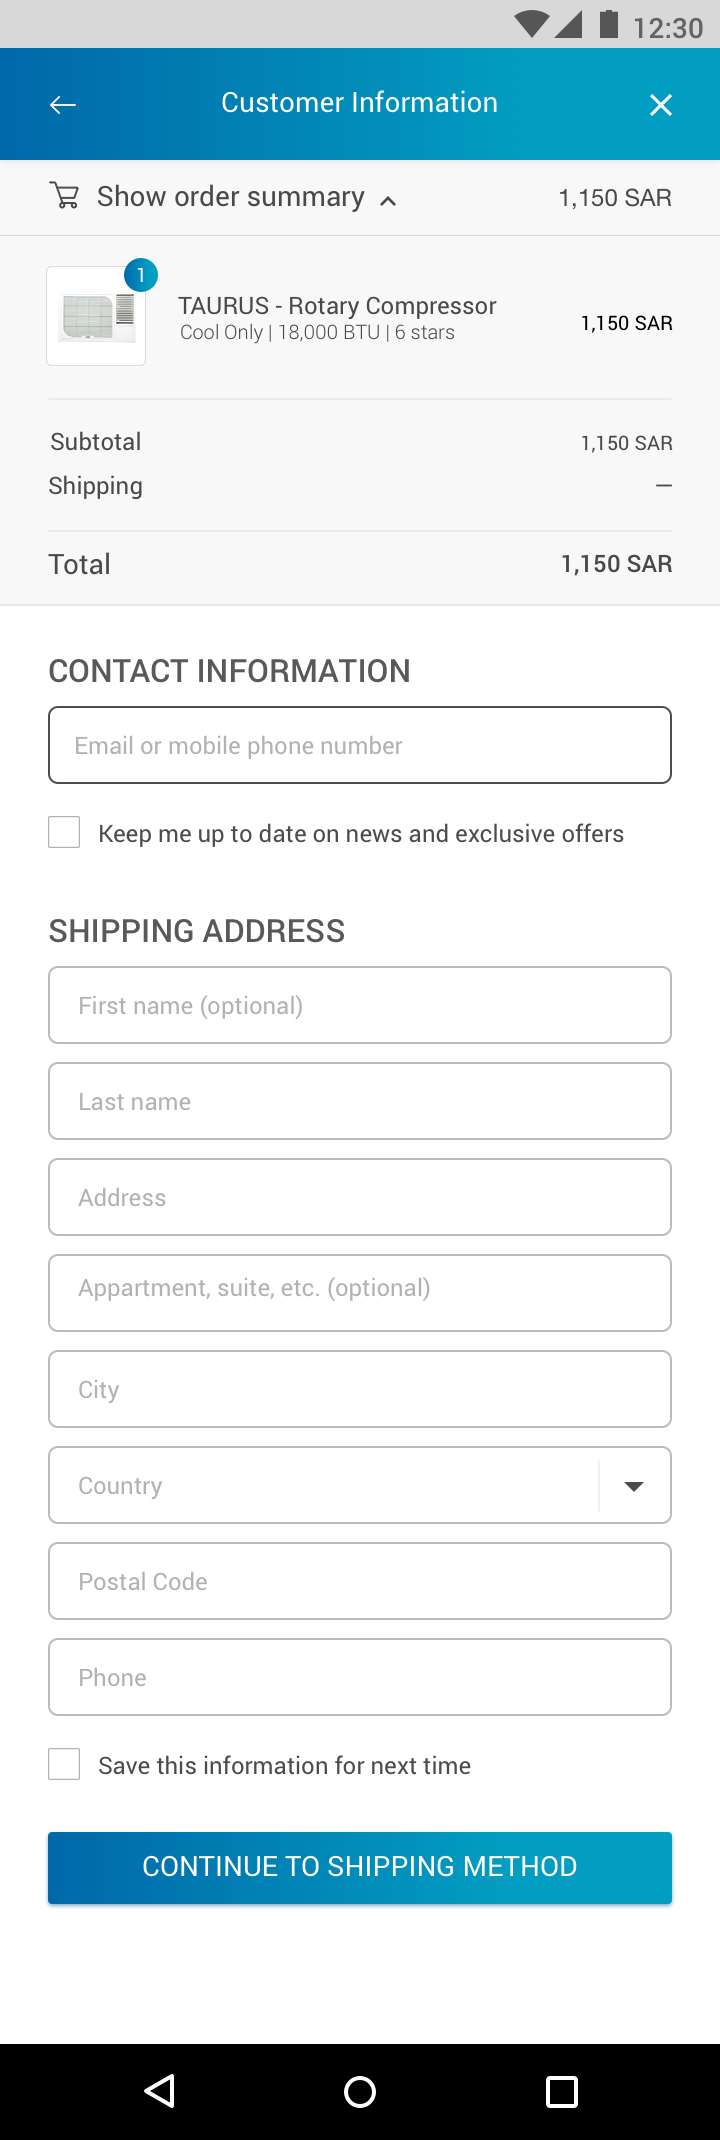 12:30
Customer Information
Show order summary 1,150 SAR
1
TAURUS - Rotary Compressor
Cool Only | 18,000 BTU | 6 stars
1,150 SAR
Subtotal 1,150 SAR
Shipping —
Total 1,150 SAR
CONTACT INFORMATION
Email or mobile phone number
Keep me up to date on news and exclusive offers
SHIPPING ADDRESS
First name (optional)
Last name
Address
Appartment, suite, etc. (optional)
City
Country
Postal Code
Phone
Save this information for next time
CONTINUE TO SHIPPING METHOD